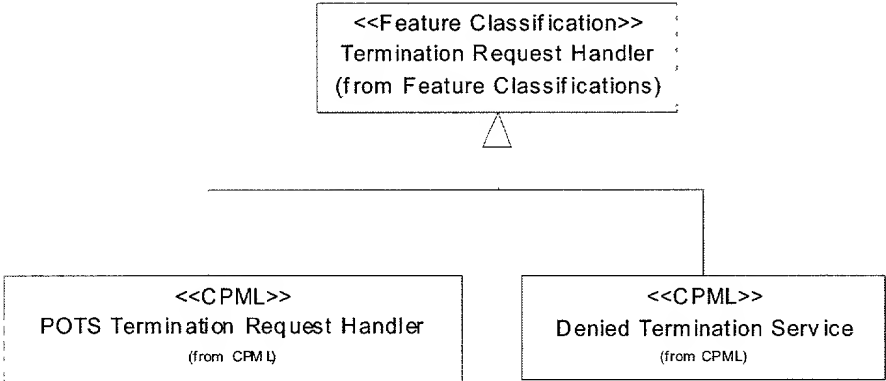 <<Feature Classification>>
Termination Request Handler
(from Feature Classifications)
<<CPML>>
POTS Termination Request Handler
(from CPML)
<<CPML>>
Denied Termination Service
(from CPML)